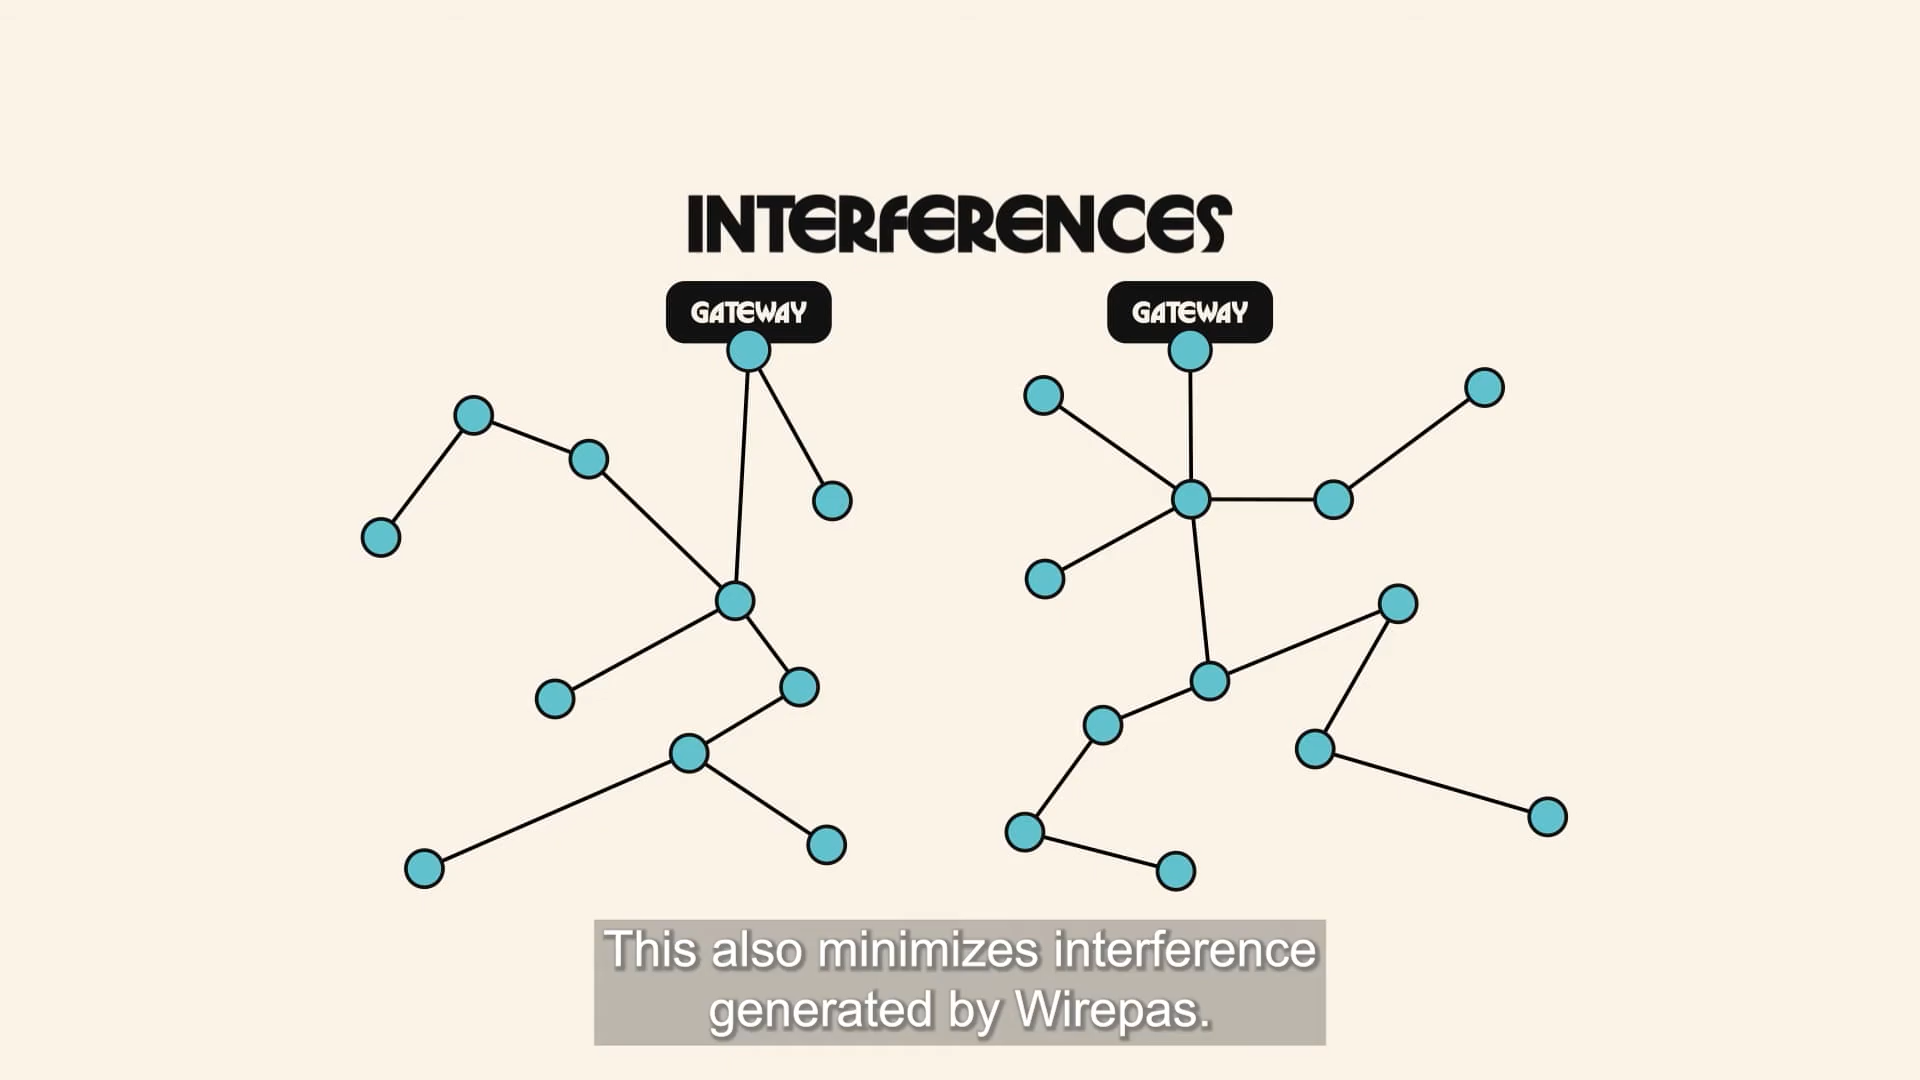 INTERFERENCES
GATEWAY
GATEWAY
This also minimizes interference
generated by Wirepas.